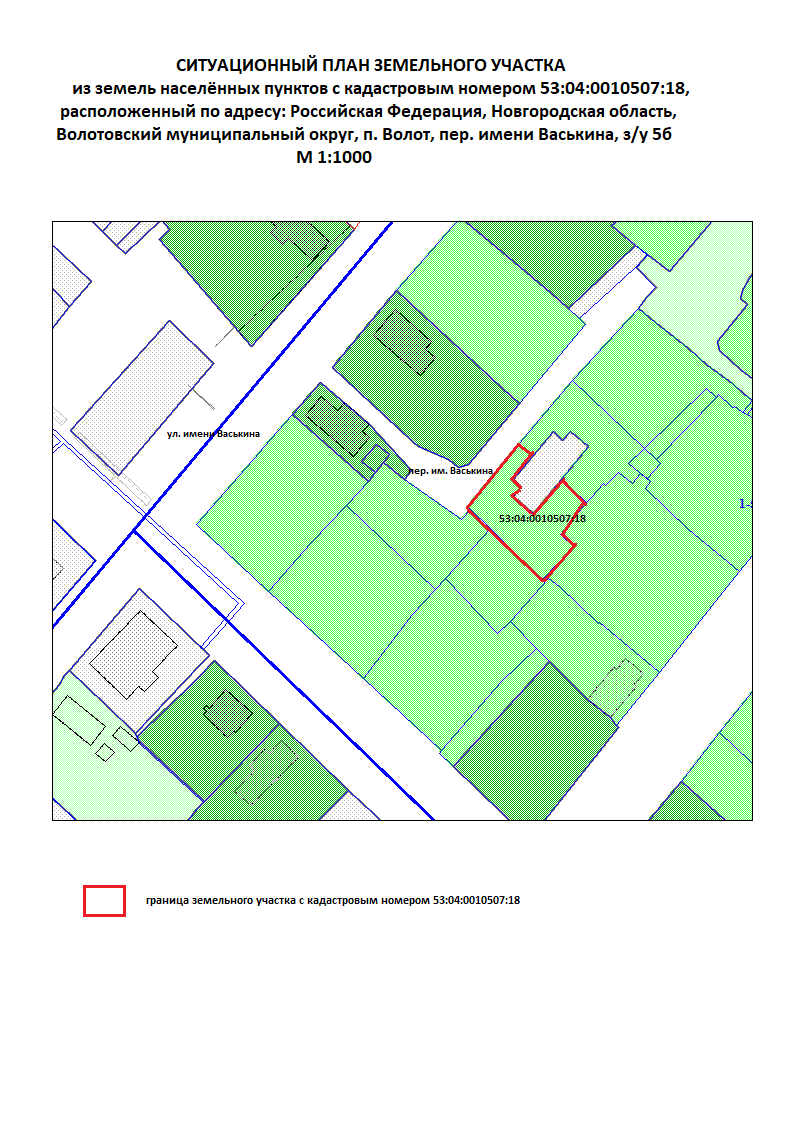 СИТУАЦИОННЫЙ ПЛАН ЗЕМЕЛЬНОГО УЧАСТКА
из земель населённых пунктов с кадастровым номером 53:04:0010507:18,
расположенный по адресу: Российская Федерация, Новгородская область,
Волотовский муниципальный округ, п. Волот, пер. имени Васькина, з/у 5б
М 1:1000
ул. имени Васькина
пер. им. Васькина
53:04:0010507:18
граница земельного участка с кадастровым номером 53:04:0010507:18